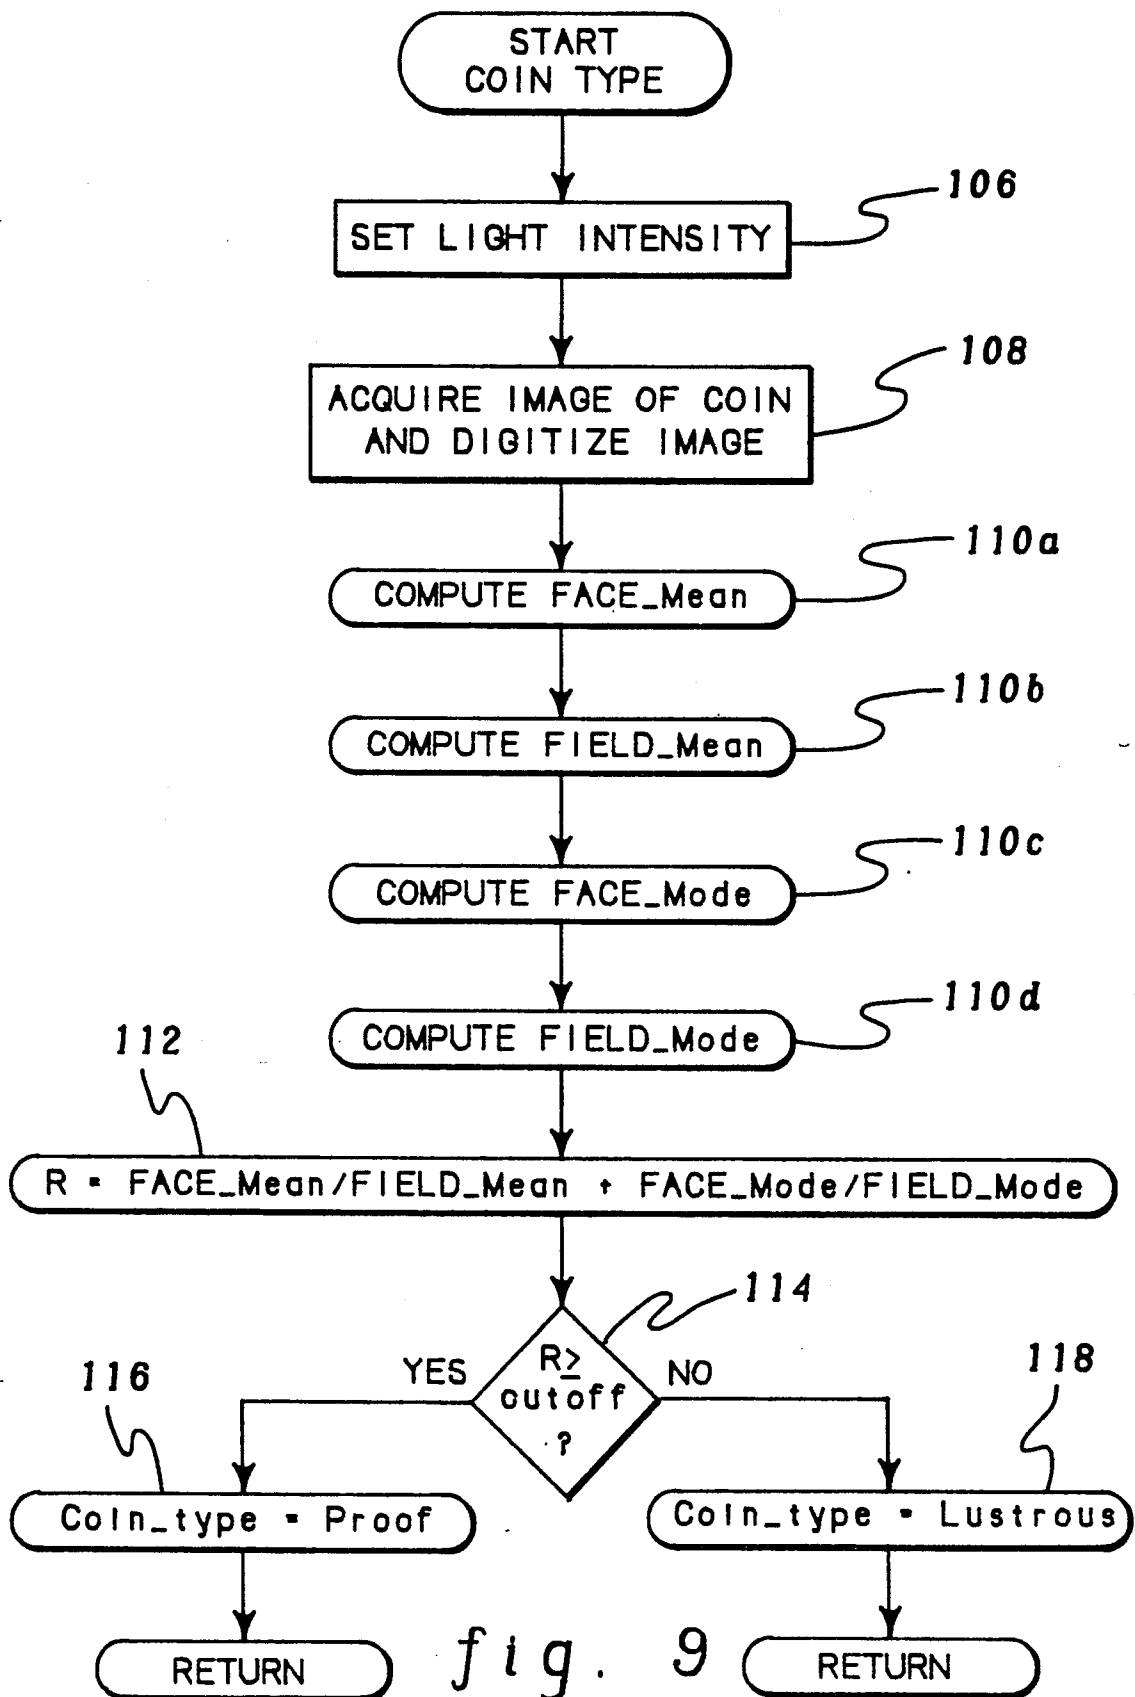 START
COIN TYPE
106
SET LIGHT INTENSITY
108
ACQUIRE IMAGE OF COIN
AND DIGITIZE IMAGE
110a
COMPUTE FACE_Mean
110b
COMPUTE FIELD_Mean
110c
COMPUTE FACE_Mode
110d
COMPUTE FIELD_Mode
112
R = FACE_Mean/FIELD_Mean + FACE_Mode/FIELD_Mode
114
YES
R≥
cutoff
?
NO
116
118
Coin_type = Proof
Coin_type = Lustrous
RETURN
fig. 9
RETURN